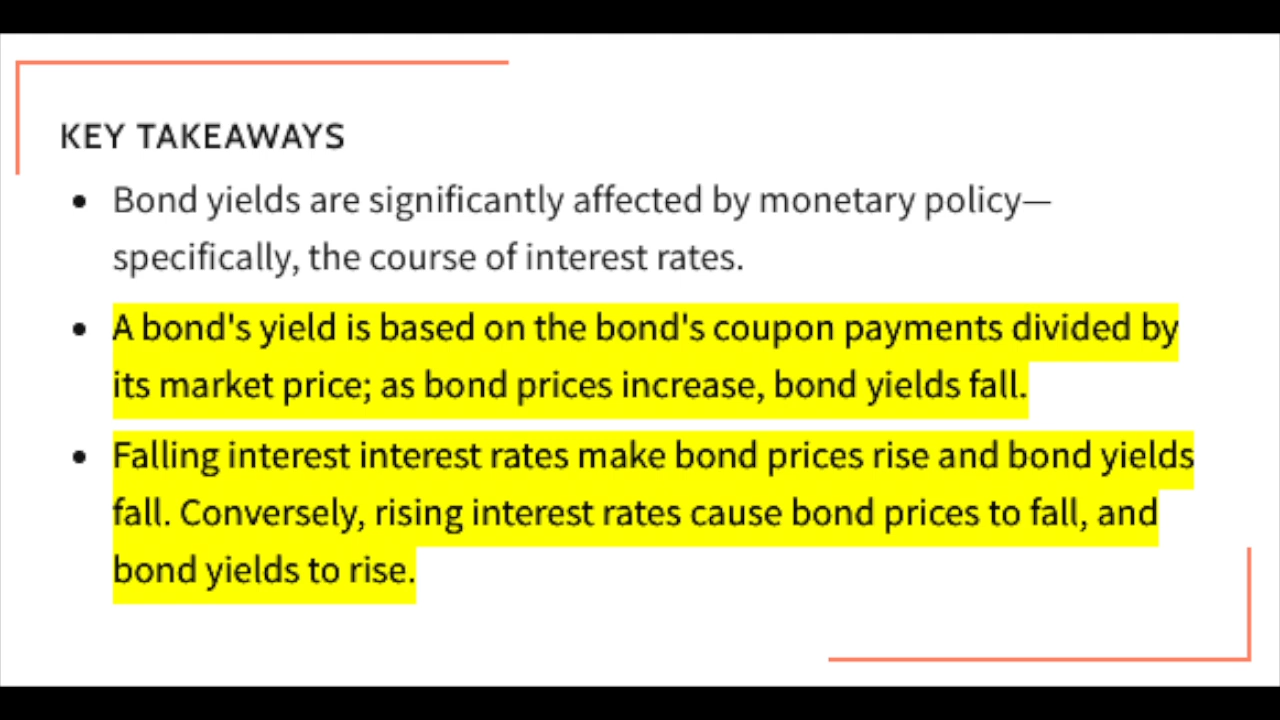 KEY TAKEAWAYS
• Bond yields are significantly affected by monetary policy—
specifically, the course of interest rates.
• A bond's yield is based on the bond's coupon payments divided by
its market price; as bond prices increase, bond yields fall.
• Falling interest interest rates make bond prices rise and bond yields
fall. Conversely, rising interest rates cause bond prices to fall, and
bond yields to rise.